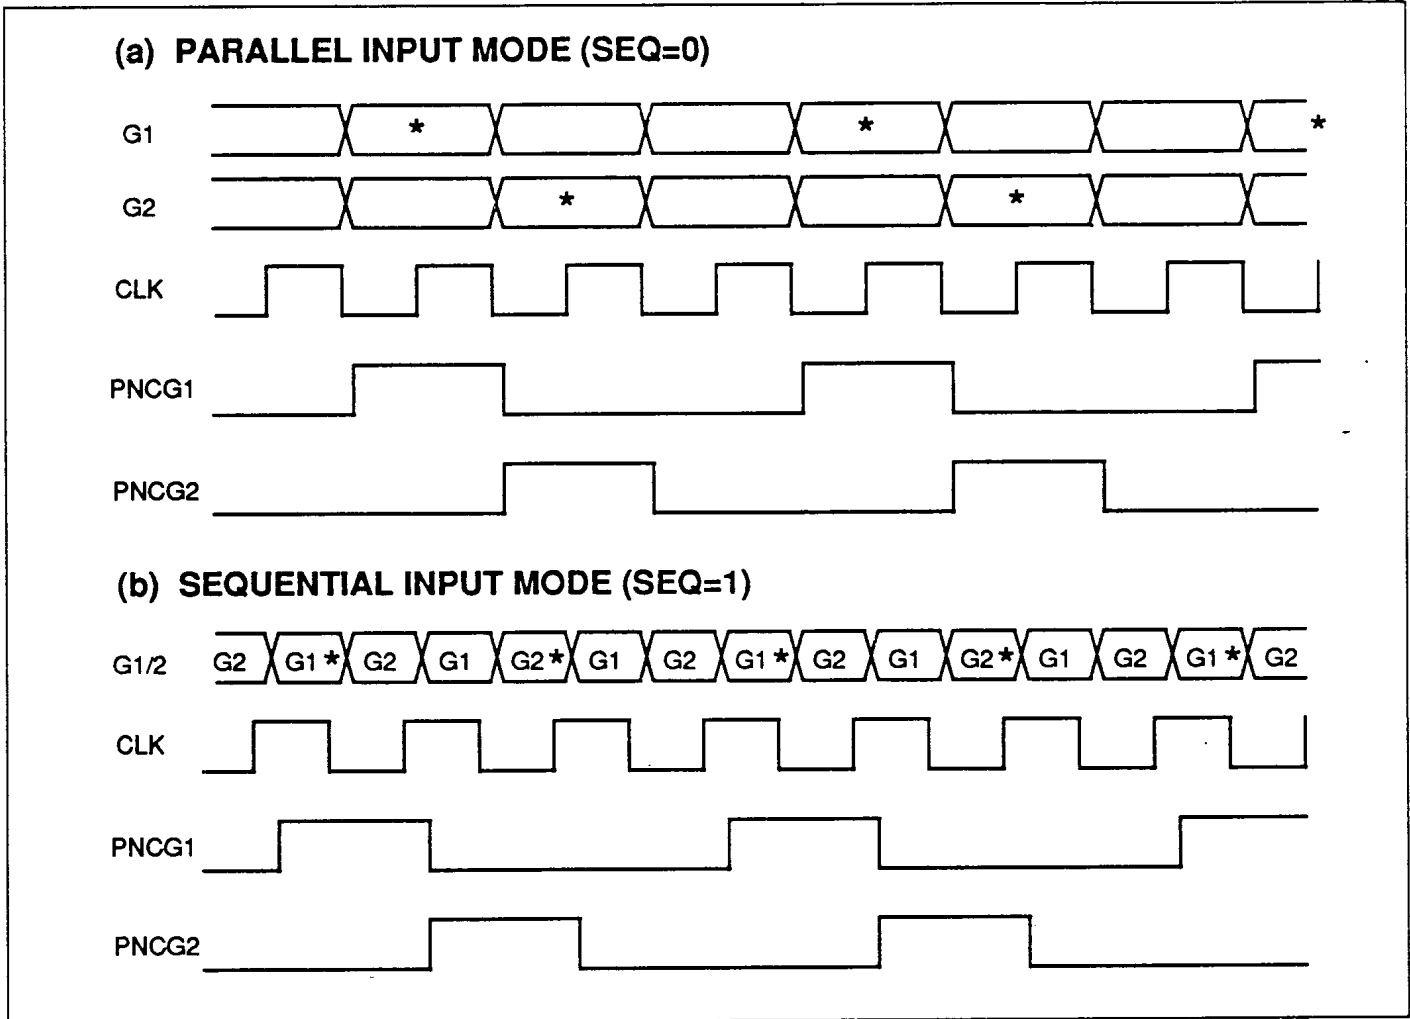 (a) PARALLEL INPUT MODE (SEQ=0)
G1 * * *
G2 * *
CLK
PNCG1
PNCG2
(b) SEQUENTIAL INPUT MODE (SEQ=1)
G1/2 G2 G1* G2 G1 G2* G1 G2 G1* G2 G1 G2* G1 G2 G1* G2
CLK
PNCG1
PNCG2